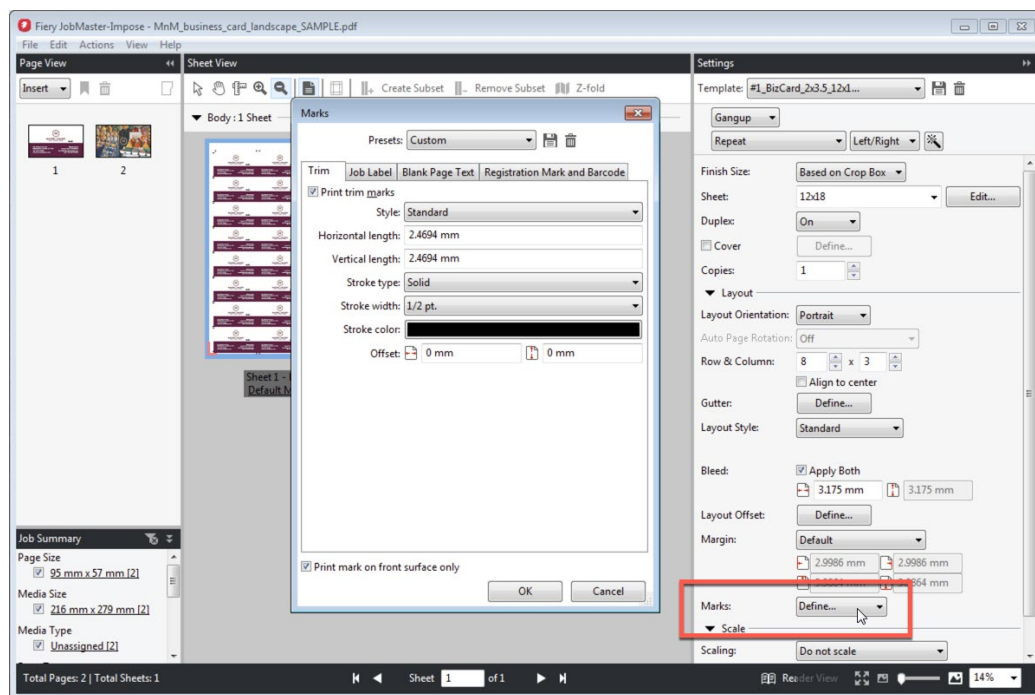 Fiery JobMaster-Impose - MnM_business_card_landscape_SAMPLE.pdf
File Edit Actions View Help
Page View
Sheet View
Settings
Insert
Create Subset Remove Subset Z-fold
Template: #1_BizCard_2x3.5_12x1...
Body : 1 Sheet
1 2
Sheet 1 -
Default M
Marks
Presets: Custom
Trim Job Label Blank Page Text Registration Mark and Barcode
Print trim marks
Style: Standard
Horizontal length: 2.4694 mm
Vertical length: 2.4694 mm
Stroke type: Solid
Stroke width: 1/2 pt.
Stroke color:
Offset: 0 mm 0 mm
Print mark on front surface only
OK Cancel
Gangup
Repeat Left/Right
Finish Size: Based on Crop Box
Sheet: 12x18 Edit...
Duplex: On
Cover Define...
Copies: 1
Layout
Layout Orientation: Portrait
Auto Page Rotation: Off
Row & Column: 8 x 3
Align to center
Gutter: Define...
Layout Style: Standard
Bleed: Apply Both
3.175 mm 3.175 mm
Layout Offset: Define...
Margin: Default
2.9986 mm 2.9986 mm
Marks: Define...
Scale
Scaling: Do not scale
Job Summary
Page Size
95 mm x 57 mm [2]
Media Size
216 mm x 279 mm [2]
Media Type
Unassigned [2]
Total Pages: 2 | Total Sheets: 1
Sheet 1 of 1
Reader View
14%